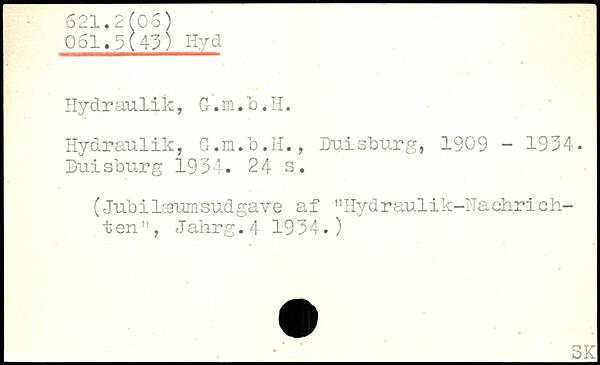 621.2(06)
061.5(43) Hyd
Hydraulik, G.m.b.H.
Hydraulik, G.m.b.H., Duisburg, 1909 - 1934.
Duisburg 1934. 24 s.
(Jubilæumsudgave af "Hydraulik-Nachrich-
ten", Jahrg.4 1934.)
SK